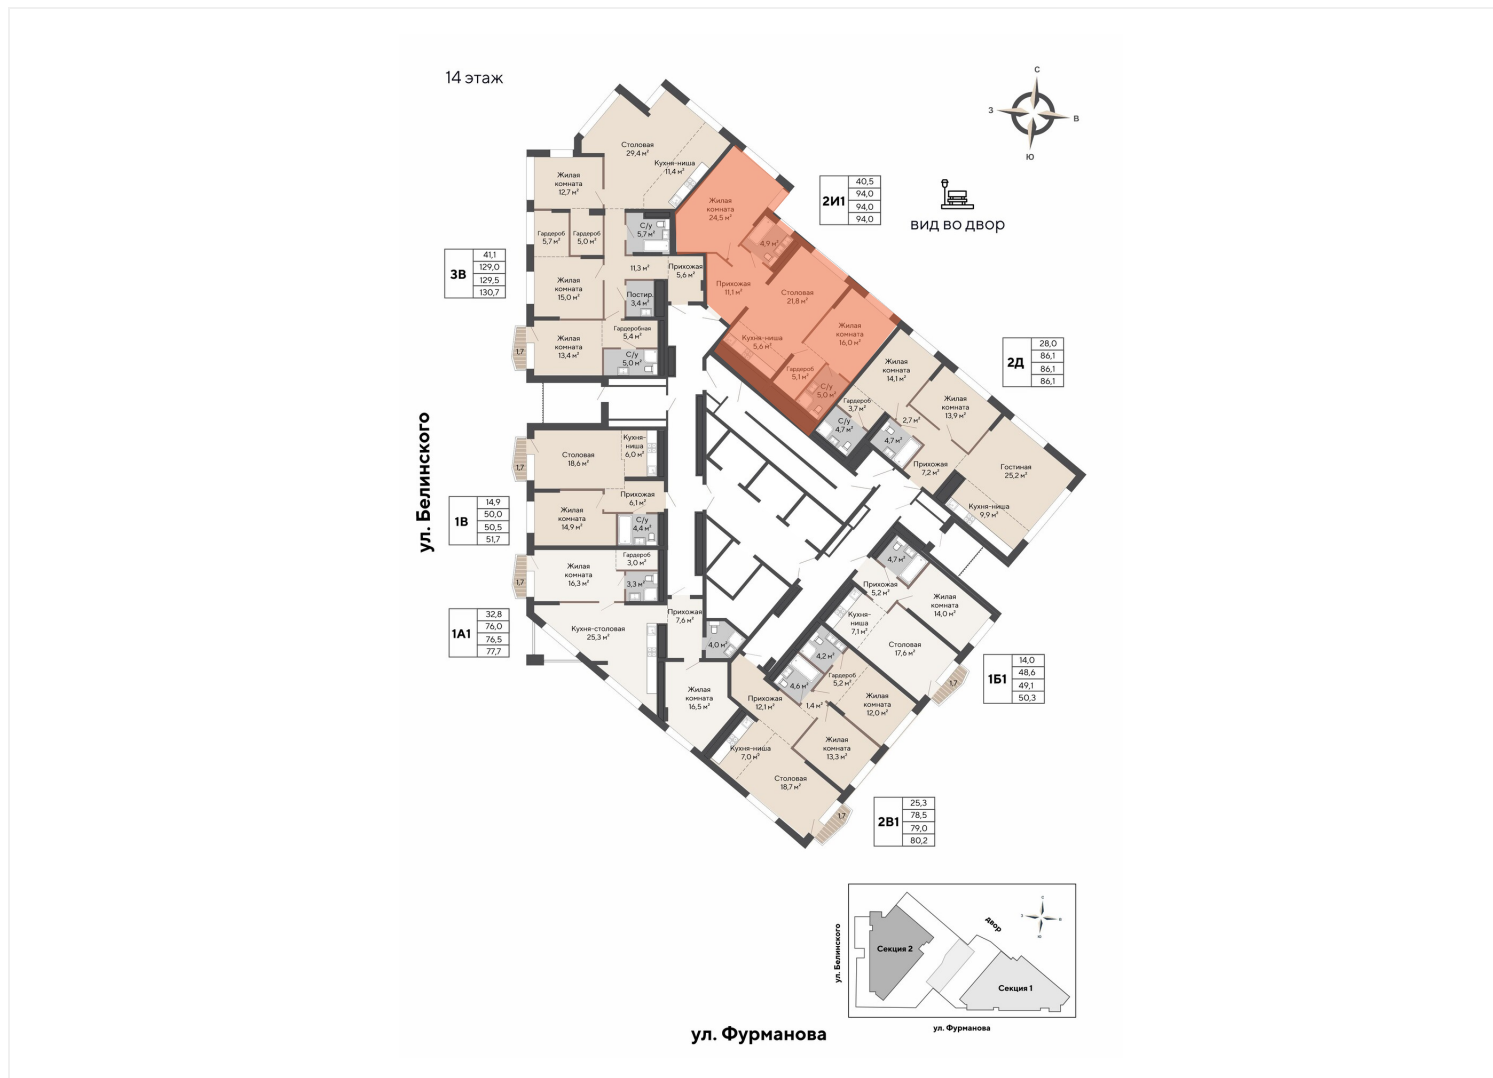 14 этаж
С
З
В
Ю
Столовая
29,4 м²
Кухня-ниша
11,4 м²
Жилая
комната
12,7 м²
Жилая
комната
24,5 м²
2И1
40,5
94,0
94,0
94,0
вид во двор
С/у
5,7 м²
Гардероб
5,7 м²
Гардероб
5,0 м²
4,9 м²
3В
41,1
129,0
129,5
130,7
11,3 м²
Прихожая
5,6 м²
Жилая
комната
15,0 м²
Постир.
3,4 м²
Прихожая
11,1 м²
Столовая
21,8 м²
Жилая
комната
16,0 м²
Гардеробная
5,4 м²
Жилая
комната
13,4 м²
С/у
5,0 м²
1,7
Кухня-ниша
5,6 м²
Гардероб
5,1 м²
С/у
5,0 м²
2Д
28,0
86,1
86,1
86,1
Жилая
комната
14,1 м²
Жилая
комната
13,9 м²
Гардероб
3,7 м²
С/у
4,7 м²
2,7 м²
4,7 м²
Прихожая
7,2 м²
Гостиная
25,2 м²
Кухня-ниша
9,9 м²
ул. Белинского
Кухня-
ниша
6,0 м²
Столовая
18,6 м²
1,7
Прихожая
6,1 м²
1В
14,9
50,0
50,5
51,7
Жилая
комната
14,9 м²
С/у
4,4 м²
Гардероб
3,0 м²
Жилая
комната
16,3 м²
3,3 м²
1,7
1А1
32,8
76,0
76,5
77,7
Кухня-столовая
25,3 м²
Прихожая
7,6 м²
4,0 м²
Жилая
комната
16,5 м²
4,7 м²
Прихожая
5,2 м²
Жилая
комната
14,0 м²
Кухня-
ниша
7,1 м²
Столовая
17,6 м²
1,7
1Б1
14,0
48,6
49,1
50,3
4,2 м²
4,6 м²
Гардероб
5,2 м²
Прихожая
12,1 м²
1,4 м²
Жилая
комната
12,0 м²
Жилая
комната
13,3 м²
Кухня-ниша
7,0 м²
Столовая
18,7 м²
1,7
2В1
25,3
78,5
79,0
80,2
С
З
В
Ю
двор
ул. Белинского
Секция 2
Секция 1
ул. Фурманова
ул. Фурманова